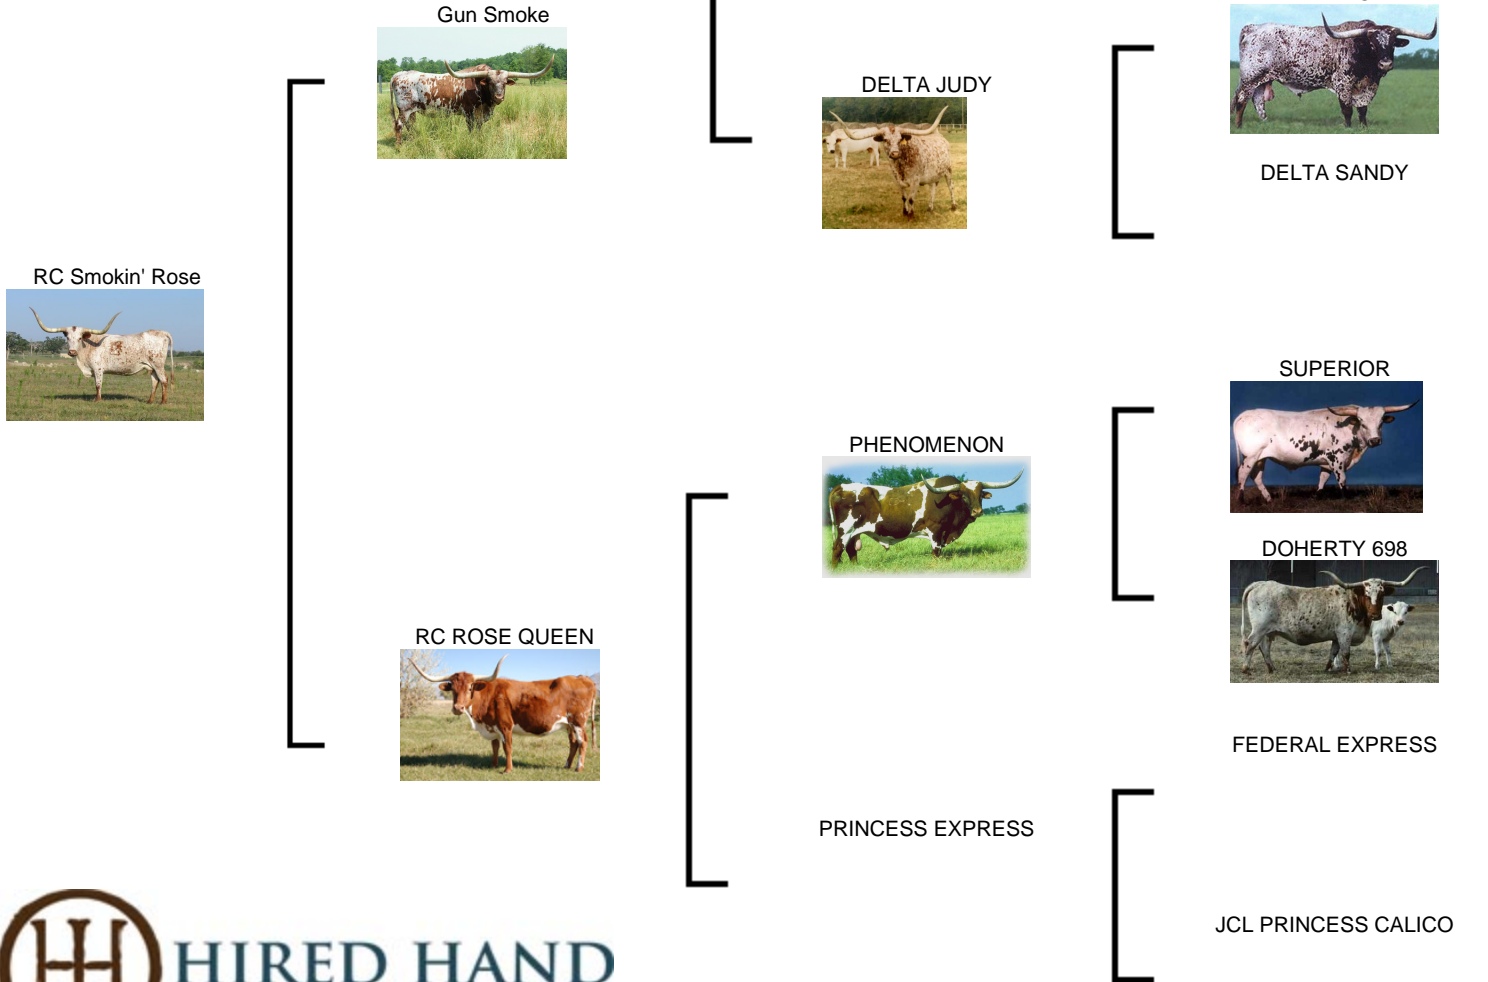 Gun Smoke
DELTA JUDY
DELTA SANDY
RC Smokin' Rose
SUPERIOR
PHENOMENON
DOHERTY 698
RC ROSE QUEEN
FEDERAL EXPRESS
PRINCESS EXPRESS
JCL PRINCESS CALICO
HIRED HAND